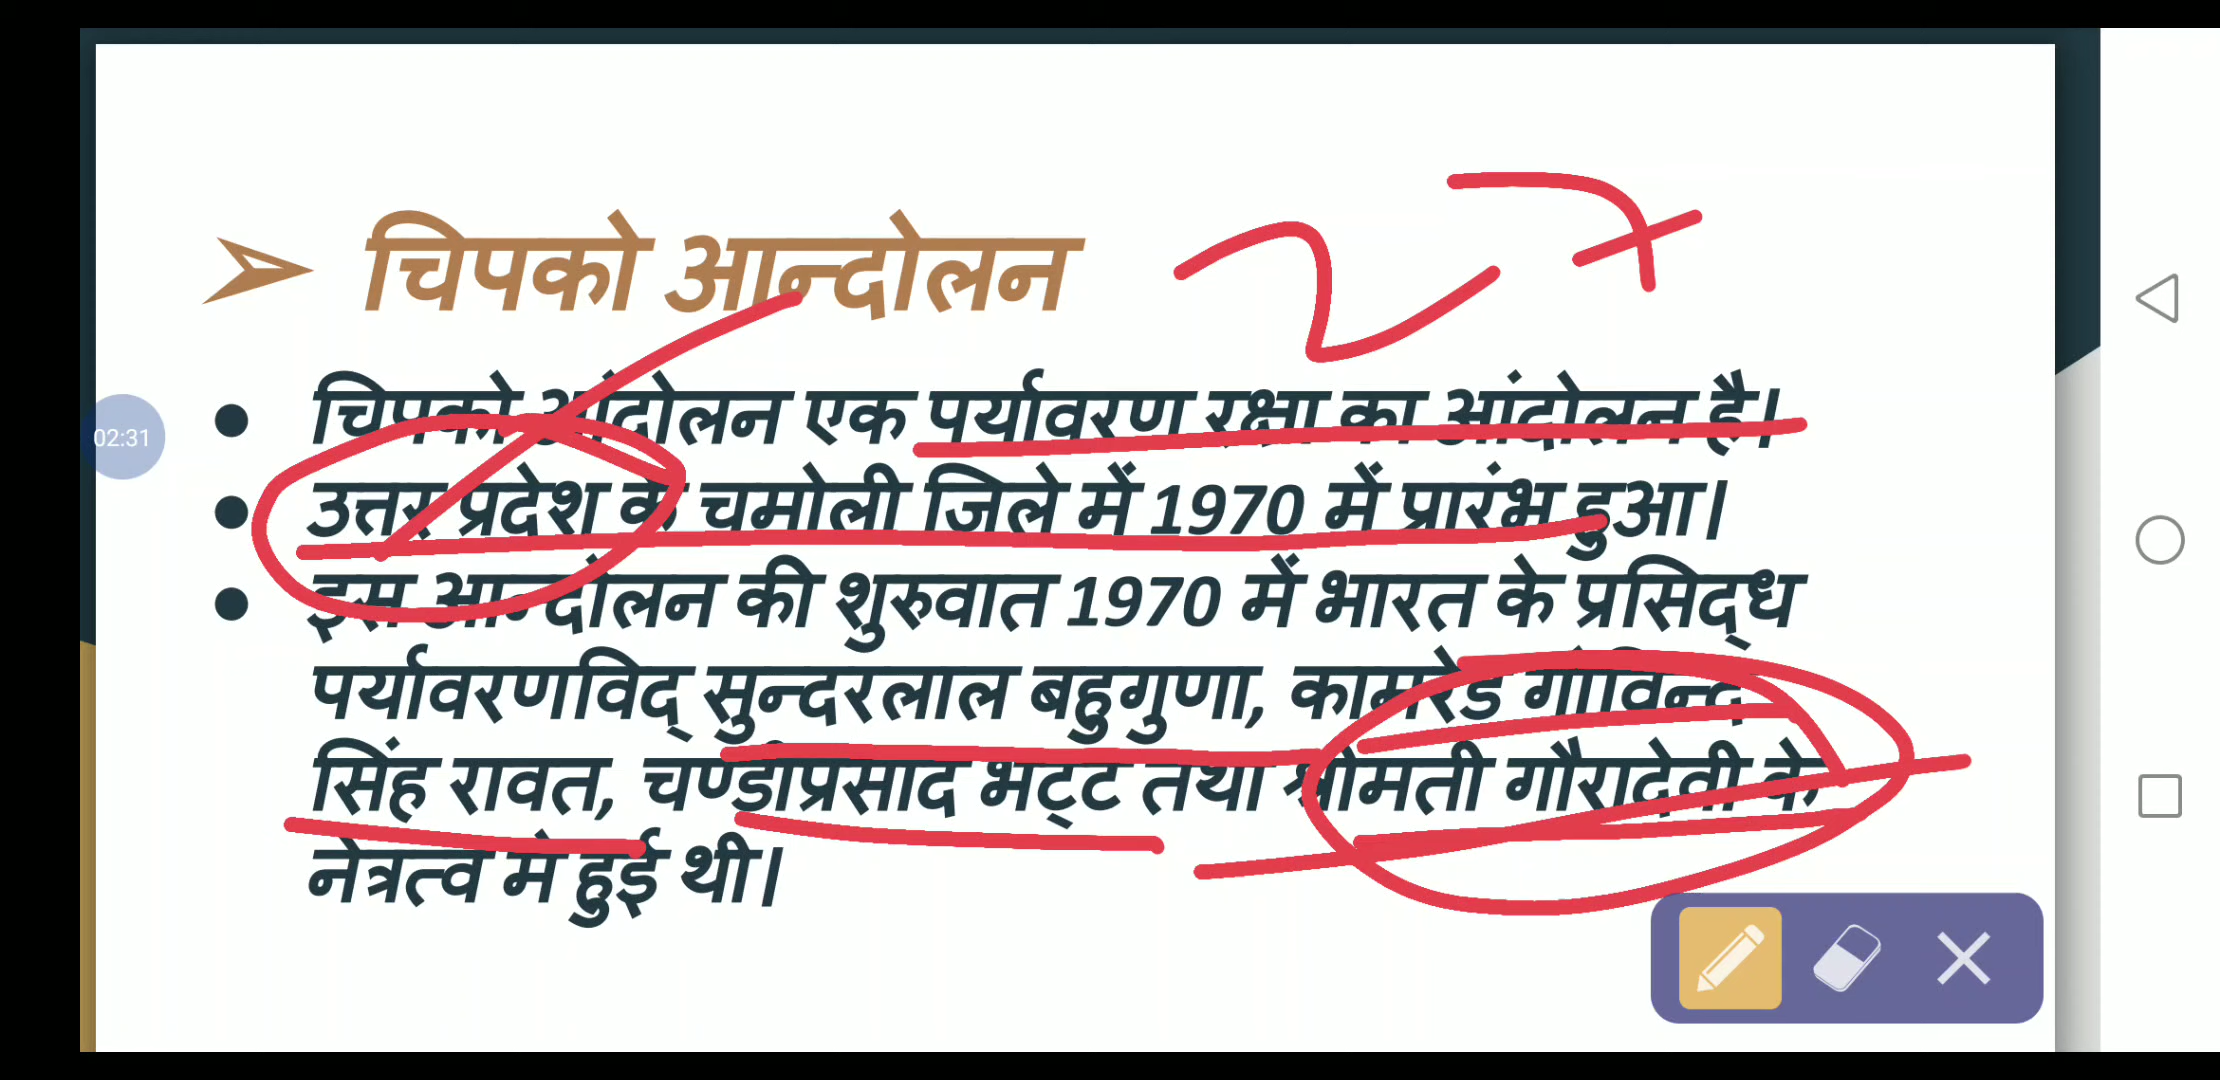 ➢ चिपको आन्दोलन
● चिपको आंदोलन एक पर्यावरण रक्षा का आंदोलन है।
02:31
● उत्तर प्रदेश के चमोली जिले में 1970 में प्रारंभ हुआ।
● इस आन्दोलन की शुरुवात 1970 में भारत के प्रसिद्ध
पर्यावरणविद् सुन्दरलाल बहुगुणा, कामरेड गोविन्द
सिंह रावत, चण्डीप्रसाद भट्ट तथा श्रीमती गौरादेवी के
नेत्रत्व मे हुई थी।